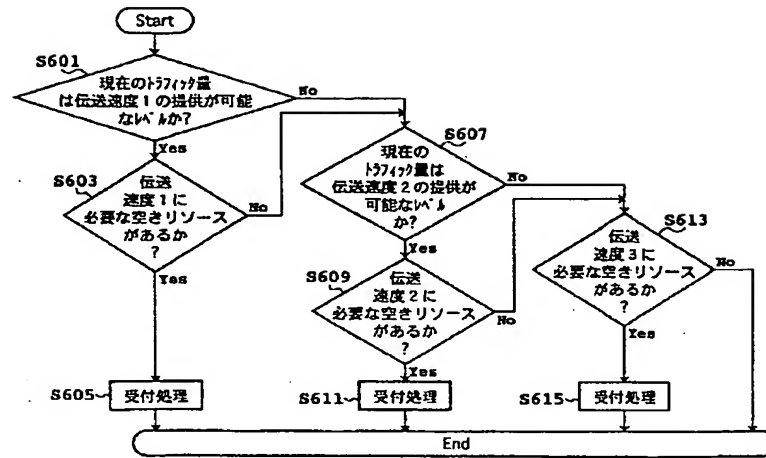 Start
S601
現在のﾄﾗﾌｨｯｸ量
は伝送速度1の提供が可能
なﾚﾍﾞﾙか?
No
Yes
S603
伝送
速度1に
必要な空きリソース
があるか
?
No
Yes
S605
受付処理
S607
現在の
ﾄﾗﾌｨｯｸ量は
伝送速度2の提供が
可能なﾚﾍﾞﾙ
か?
No
Yes
S609
伝送
速度2に
必要な空きリソース
があるか
?
No
Yes
S611
受付処理
S613
伝送
速度3に
必要な空きリソース
があるか
?
No
Yes
S615
受付処理
End